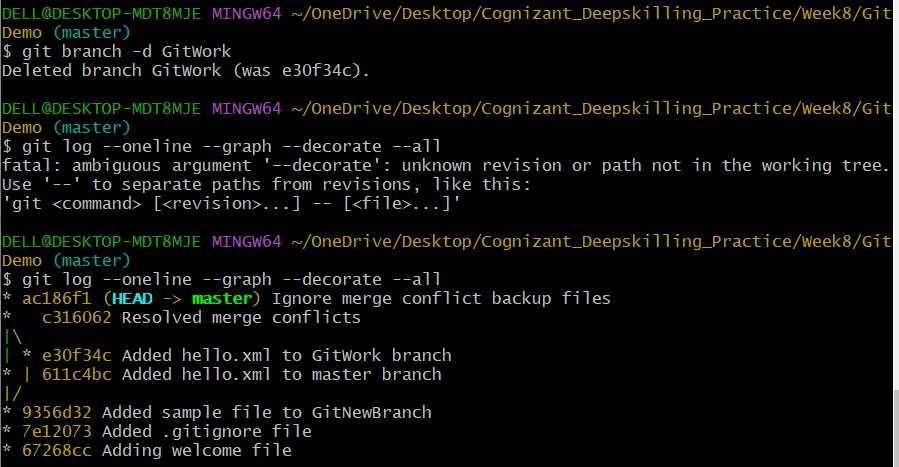 DELL@DESKTOP-MDT8MJE MINGW64 ~/OneDrive/Desktop/Cognizant_Deepskilling_Practice/Week8/Git
Demo (master)
$ git branch -d GitWork
Deleted branch GitWork (was e30f34c).
DELL@DESKTOP-MDT8MJE MINGW64 ~/OneDrive/Desktop/Cognizant_Deepskilling_Practice/Week8/Git
Demo (master)
$ git log --oneline --graph --decorate --all
fatal: ambiguous argument '--decorate': unknown revision or path not in the working tree.
Use '--' to separate paths from revisions, like this:
'git <command> [<revision>...] -- [<file>...]'
DELL@DESKTOP-MDT8MJE MINGW64 ~/OneDrive/Desktop/Cognizant_Deepskilling_Practice/Week8/Git
Demo (master)
$ git log --oneline --graph --decorate --all
* ac186f1 (HEAD -> master) Ignore merge conflict backup files
*   c316062 Resolved merge conflicts
|\
| * e30f34c Added hello.xml to GitWork branch
* | 611c4bc Added hello.xml to master branch
|/
* 9356d32 Added sample file to GitNewBranch
* 7e12073 Added .gitignore file
* 67268cc Adding welcome file